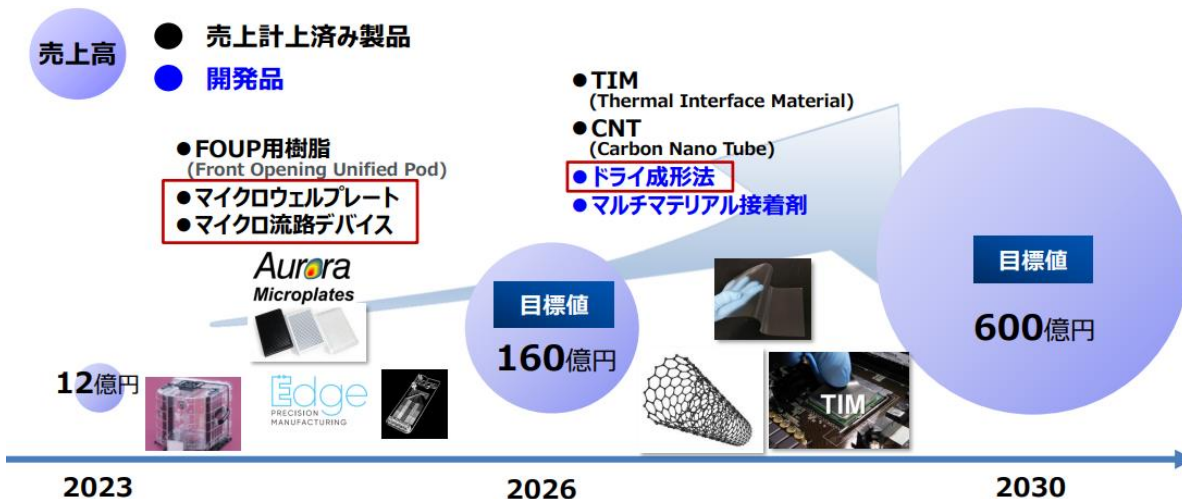 売上高
● 売上計上済み製品
● 開発品
●FOUP用樹脂
(Front Opening Unified Pod)
●マイクロウェルプレート
●マイクロ流路デバイス
Aurora
Microplates
●TIM
(Thermal Interface Material)
●CNT
(Carbon Nano Tube)
●ドライ成形法
●マルチマテリアル接着剤
12億円
Edge
PRECISION
MANUFACTURING
目標値
160億円
TIM
目標値
600億円
2023
2026
2030